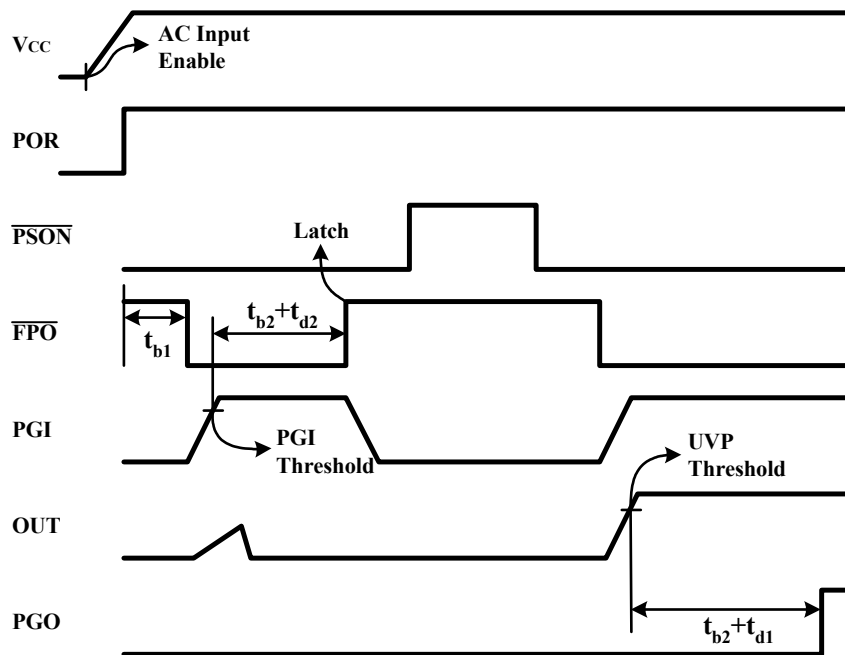 VCC
AC Input
Enable
POR
PSON
Latch
FPO
tb1
tb2+td2
PGI
PGI
Threshold
UVP
Threshold
OUT
PGO
tb2+td1